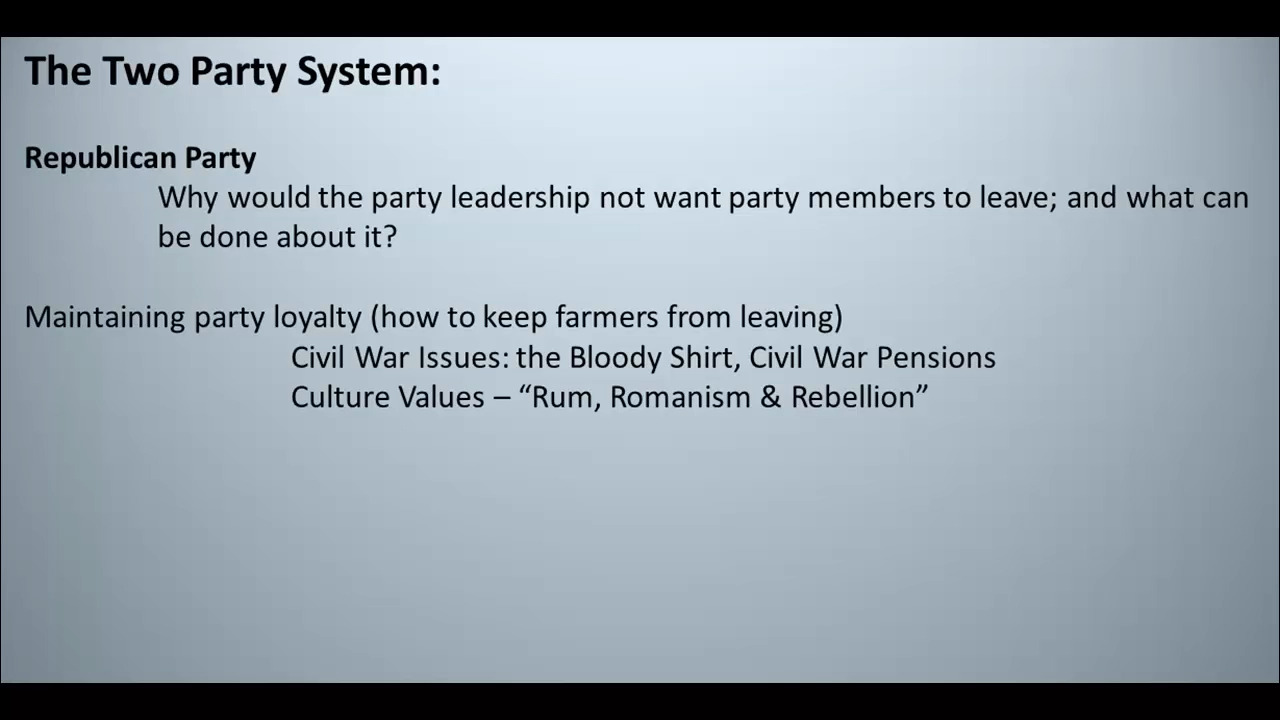 The Two Party System:
Republican Party
Why would the party leadership not want party members to leave; and what can
be done about it?
Maintaining party loyalty (how to keep farmers from leaving)
Civil War Issues: the Bloody Shirt, Civil War Pensions
Culture Values – “Rum, Romanism & Rebellion”